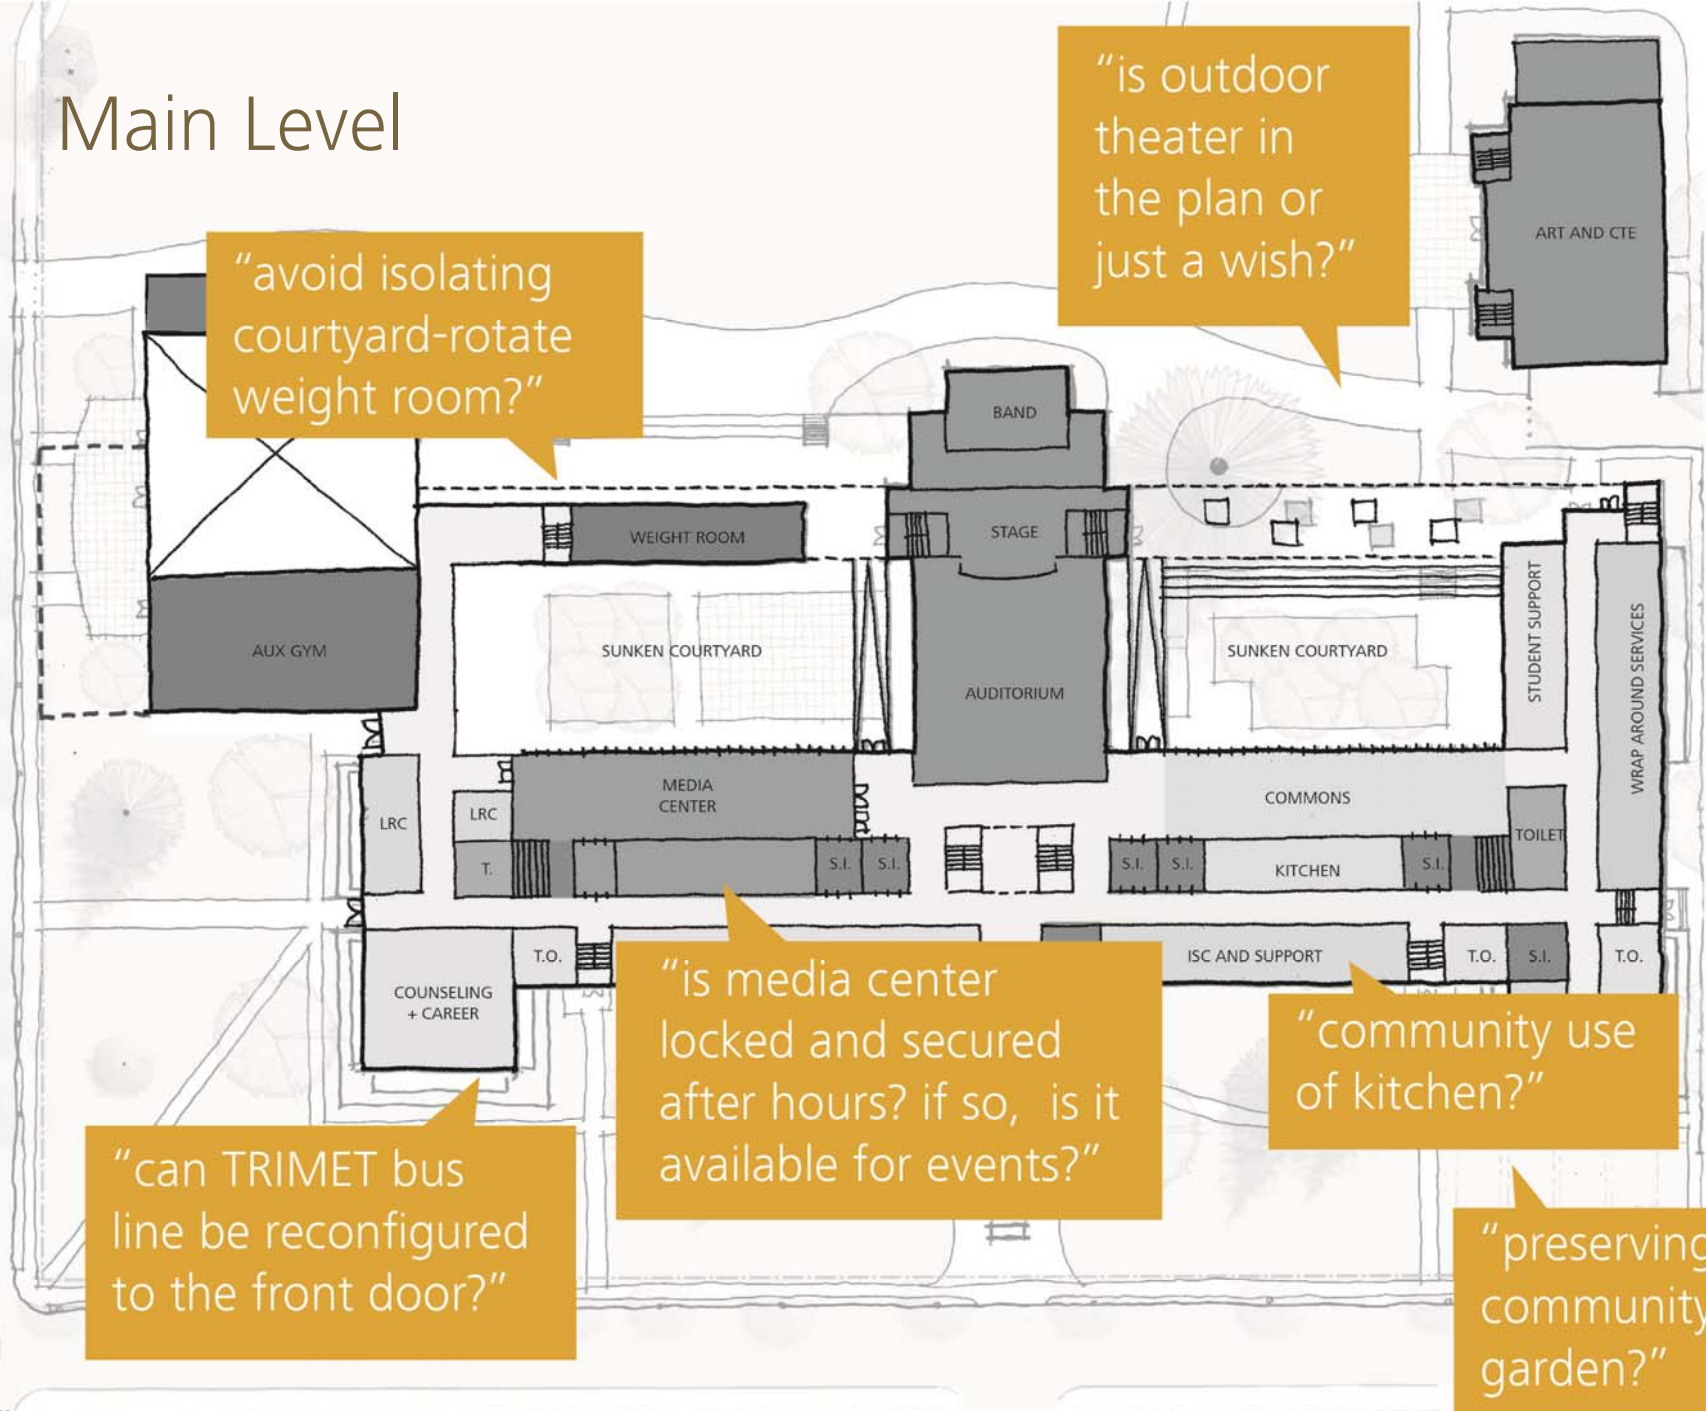 Main Level
“is outdoor
theater in
the plan or
just a wish?”
ART AND CTE
“avoid isolating
courtyard-rotate
weight room?”
BAND
WEIGHT ROOM
STAGE
AUX GYM
SUNKEN COURTYARD
AUDITORIUM
SUNKEN COURTYARD
STUDENT SUPPORT
WRAP AROUND SERVICES
LRC
LRC
MEDIA
CENTER
COMMONS
TOILET
T.
S.I.
S.I.
S.I.
S.I.
KITCHEN
S.I.
COUNSELING
+ CAREER
T.O.
ISC AND SUPPORT
T.O.
S.I.
T.O.
“is media center
locked and secured
after hours? if so, is it
available for events?”
“community use
of kitchen?”
“can TRIMET bus
line be reconfigured
to the front door?”
“preserving
community
garden?”